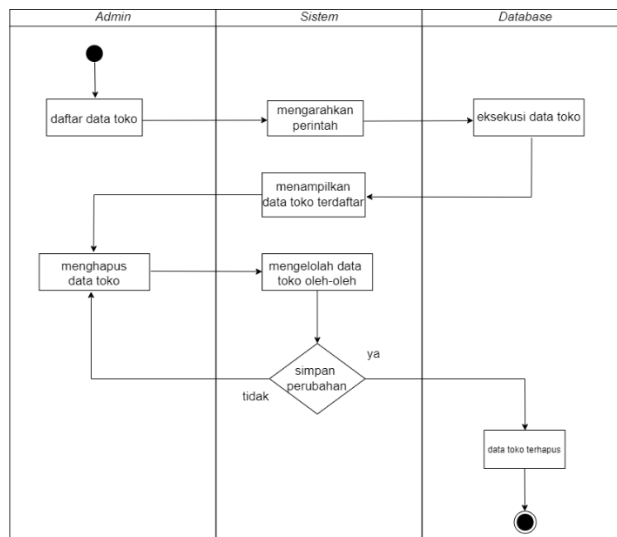 Admin
Sistem
Database
daftar data toko
mengarahkan
perintah
eksekusi data toko
menampilkan
data toko terdaftar
menghapus
data toko
mengelolah data
toko oleh-oleh
simpan
perubahan
ya
tidak
data toko terhapus